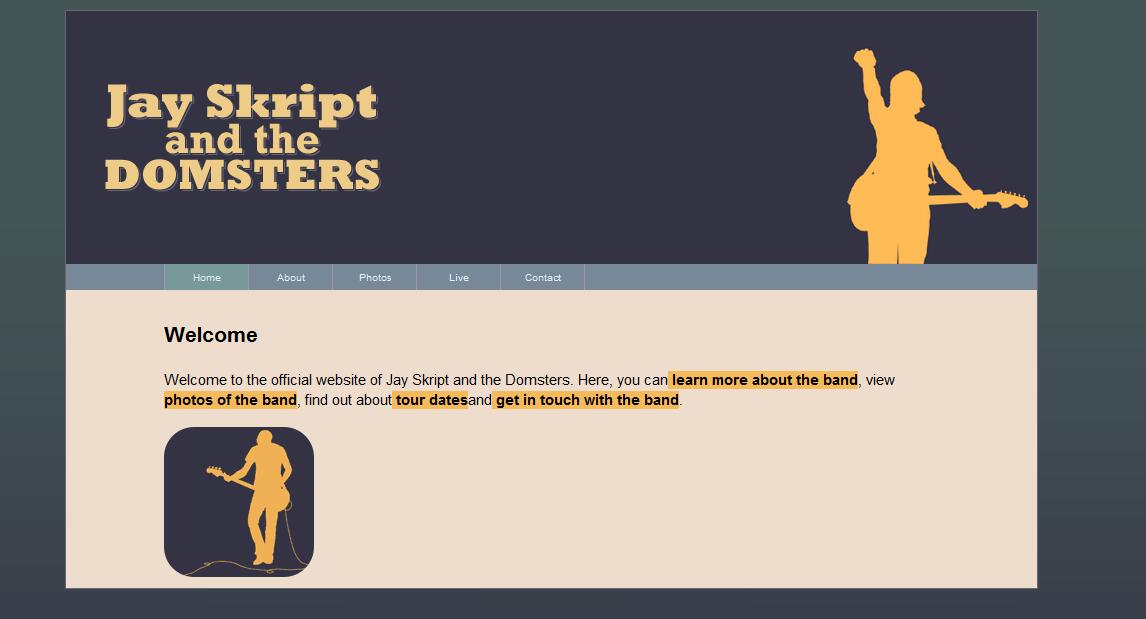 Jay Skript
and the
DOMSTERS
Home About Photos Live Contact
Welcome
Welcome to the official website of Jay Skript and the Domsters. Here, you can learn more about the band, view
photos of the band, find out about tour datesand get in touch with the band.